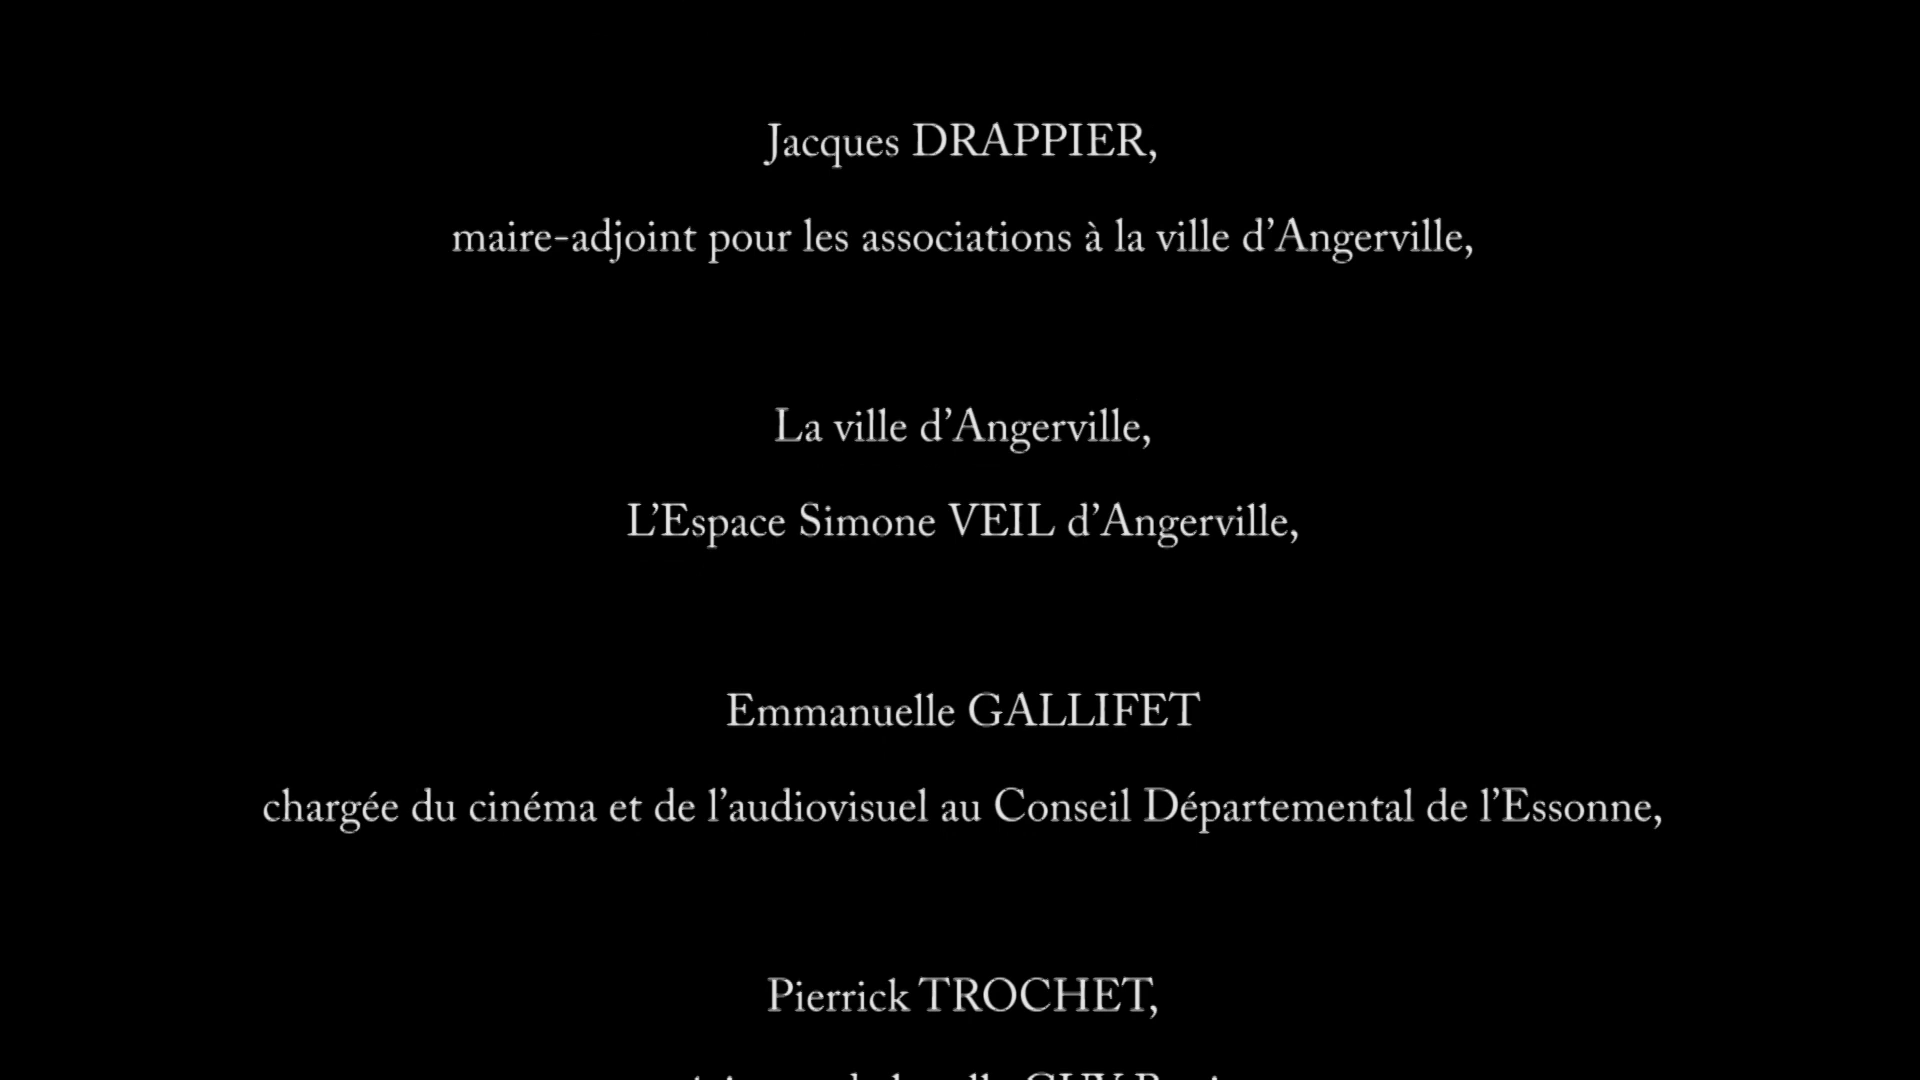 Jacques DRAPPIER,
maire-adjoint pour les associations à la ville d’Angerville,
La ville d’Angerville,
L’Espace Simone VEIL d’Angerville,
Emmanuelle GALLIFET
chargée du cinéma et de l’audiovisuel au Conseil Départemental de l’Essonne,
Pierrick TROCHET,